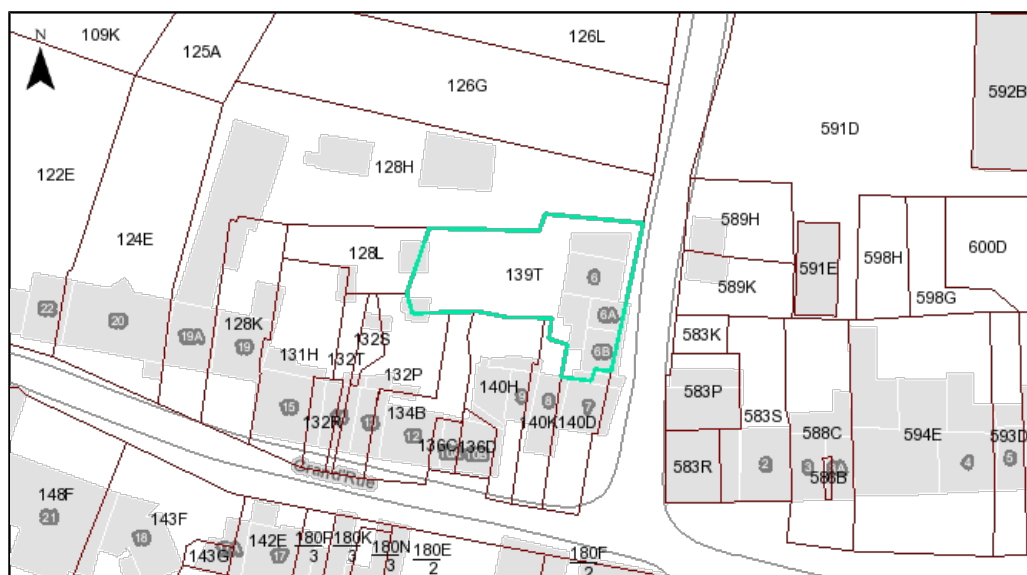 N
109K
125A
126L
126G
592B
591D
128H
122E
589H
124E
128L
139T
6
591E
598H
600D
589K
598G
6A
22
20
19A
128K
19
583K
132S
6B
131H
132T
132P
140H
9
8
7
583P
15
132R
134B
12
140K
140D
583S
588C
594E
593D
136C
136D
10B
583R
2
3
586B
4
5
Grand'Rue
148F
21
143F
18
143G
142E
17
180P
3
180K
3
180N
3
180E
2
180F
2